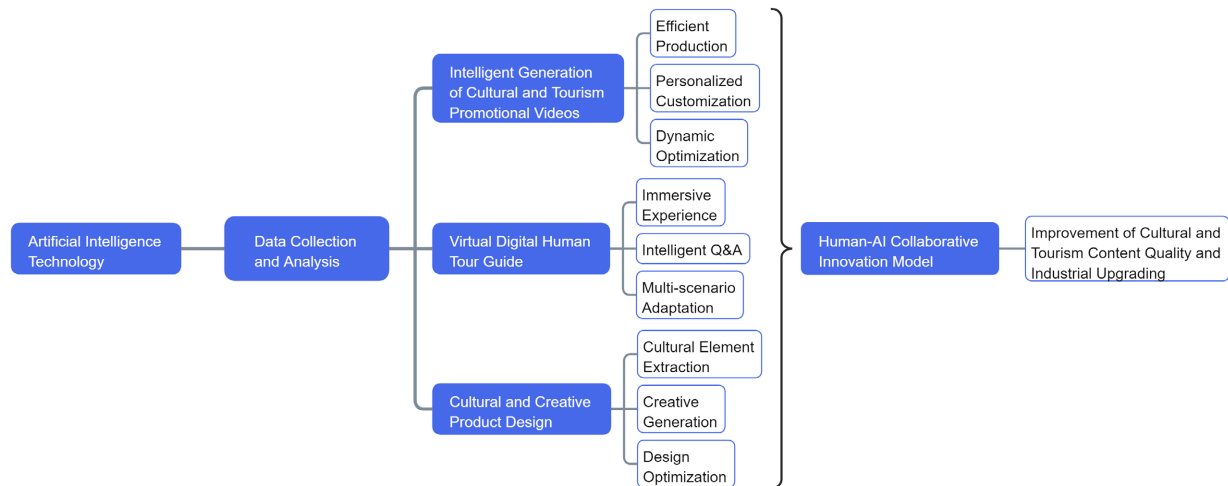 Artificial Intelligence
Technology
Data Collection
and Analysis
Intelligent Generation
of Cultural and Tourism
Promotional Videos
Efficient
Production
Personalized
Customization
Dynamic
Optimization
Virtual Digital Human
Tour Guide
Immersive
Experience
Intelligent Q&A
Multi-scenario
Adaptation
Cultural and Creative
Product Design
Cultural Element
Extraction
Creative
Generation
Design
Optimization
Human-AI Collaborative
Innovation Model
Improvement of Cultural and
Tourism Content Quality and
Industrial Upgrading